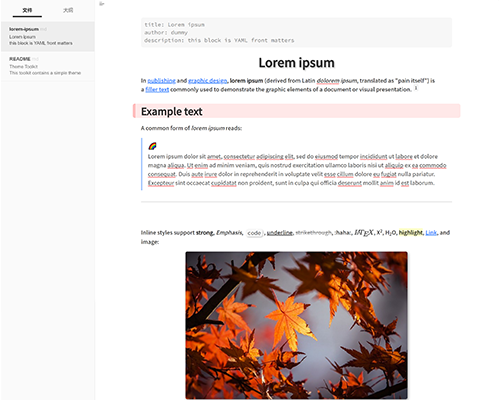 文件 大纲
lorem-ipsum.md
Lorem Ipsum
this block is YAML front matters
README.md
Theme Toolkit
This toolkit contains a simple theme
title: Lorem ipsum
author: dummy
description: this block is YAML front matters
Lorem ipsum
In publishing and graphic design, lorem ipsum (derived from Latin dolorem ipsum, translated as "pain itself") is
a filler text commonly used to demonstrate the graphic elements of a document or visual presentation. 1
Example text
A common form of lorem ipsum reads:
Lorem ipsum dolor sit amet, consectetur adipiscing elit, sed do eiusmod tempor incididunt ut labore et dolore
magna aliqua. Ut enim ad minim veniam, quis nostrud exercitation ullamco laboris nisi ut aliquip ex ea commodo
consequat. Duis aute irure dolor in reprehenderit in voluptate velit esse cillum dolore eu fugiat nulla pariatur.
Excepteur sint occaecat cupidatat non proident, sunt in culpa qui officia deserunt mollit anim id est laborum.
Inline styles support strong, Emphasis, code, underline, strikethrough, :haha:, LATEX, X², H₂O, highlight, Link, and
image: